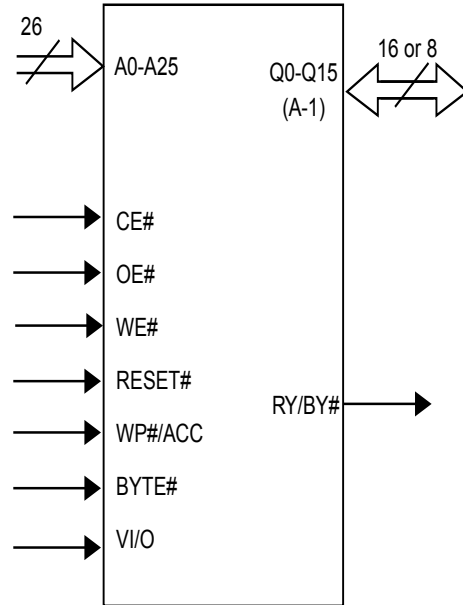 26
A0-A25
16 or 8
Q0-Q15
(A-1)
CE#
OE#
WE#
RESET#
RY/BY#
WP#/ACC
BYTE#
VI/O